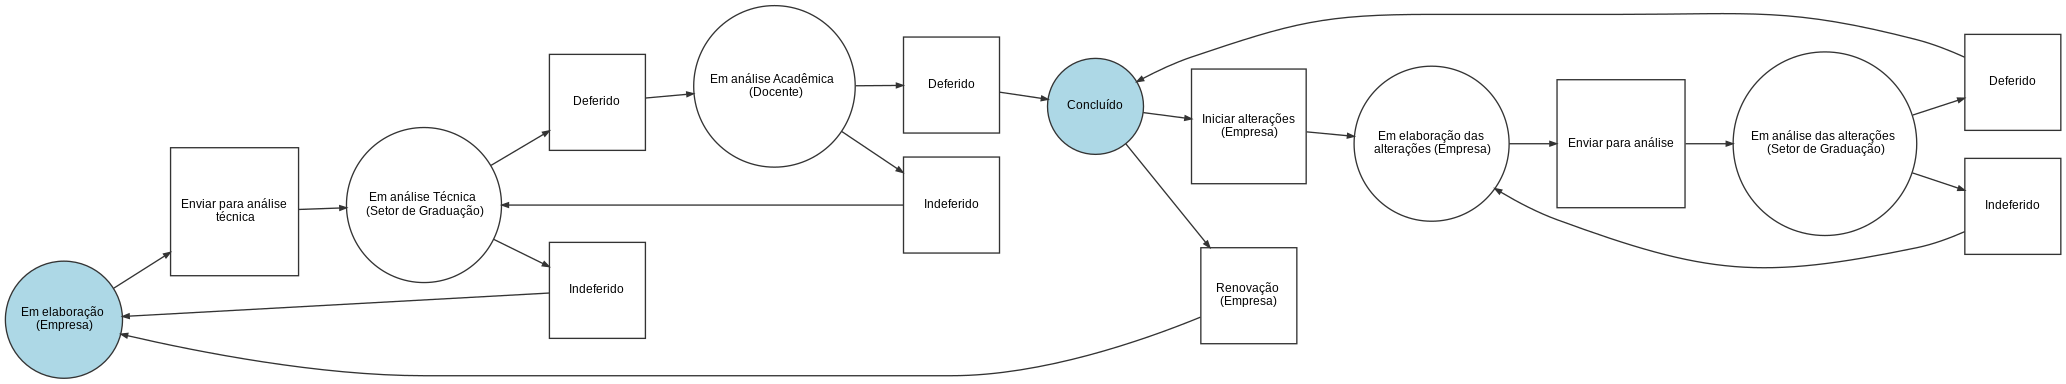 Em elaboração
(Empresa)
Enviar para análise
técnica
Em análise Técnica
(Setor de Graduação)
Deferido
Indeferido
Em análise Acadêmica
(Docente)
Deferido
Indeferido
Concluído
Iniciar alterações
(Empresa)
Renovação
(Empresa)
Em elaboração das
alterações (Empresa)
Enviar para análise
Em análise das alterações
(Setor de Graduação)
Deferido
Indeferido